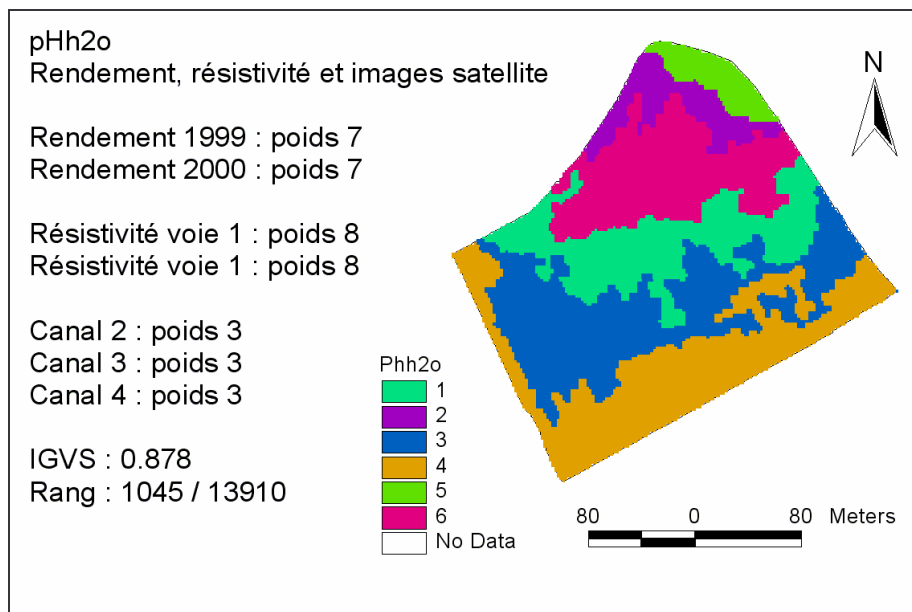 pHh2o
Rendement, résistivité et images satellite
Rendement 1999 : poids 7
Rendement 2000 : poids 7
Résistivité voie 1 : poids 8
Résistivité voie 1 : poids 8
Canal 2 : poids 3
Canal 3 : poids 3
Canal 4 : poids 3
IGVS : 0.878
Rang : 1045 / 13910
N
Phh2o
1
2
3
4
5
6
No Data
80 0 80 Meters